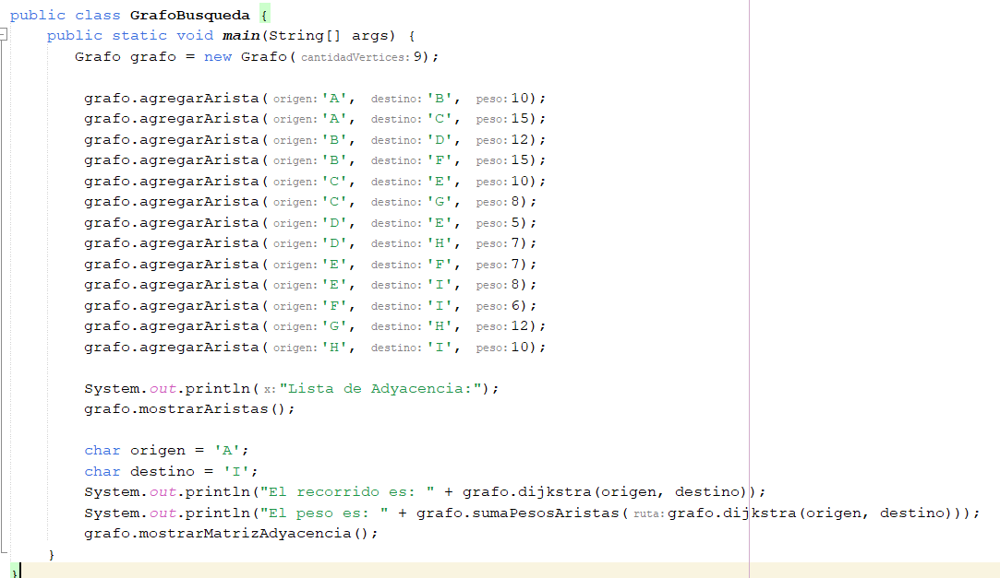 public class GrafoBusqueda {
public static void main(String[] args) {
Grafo grafo = new Grafo( cantidadVertices: 9);
grafo.agregarArista( origen: 'A', destino: 'B', peso: 10);
grafo.agregarArista( origen: 'A', destino: 'C', peso: 15);
grafo.agregarArista( origen: 'B', destino: 'D', peso: 12);
grafo.agregarArista( origen: 'B', destino: 'F', peso: 15);
grafo.agregarArista( origen: 'C', destino: 'E', peso: 10);
grafo.agregarArista( origen: 'C', destino: 'G', peso: 8);
grafo.agregarArista( origen: 'D', destino: 'E', peso: 5);
grafo.agregarArista( origen: 'D', destino: 'H', peso: 7);
grafo.agregarArista( origen: 'E', destino: 'F', peso: 7);
grafo.agregarArista( origen: 'E', destino: 'I', peso: 8);
grafo.agregarArista( origen: 'F', destino: 'I', peso: 6);
grafo.agregarArista( origen: 'G', destino: 'H', peso: 12);
grafo.agregarArista( origen: 'H', destino: 'I', peso: 10);
System.out.println( x: "Lista de Adyacencia:");
grafo.mostrarAristas();
char origen = 'A';
char destino = 'I';
System.out.println("El recorrido es: " + grafo.dijkstra(origen, destino));
System.out.println("El peso es: " + grafo.sumaPesosAristas( ruta: grafo.dijkstra(origen, destino)));
grafo.mostrarMatrizAdyacencia();
}
}